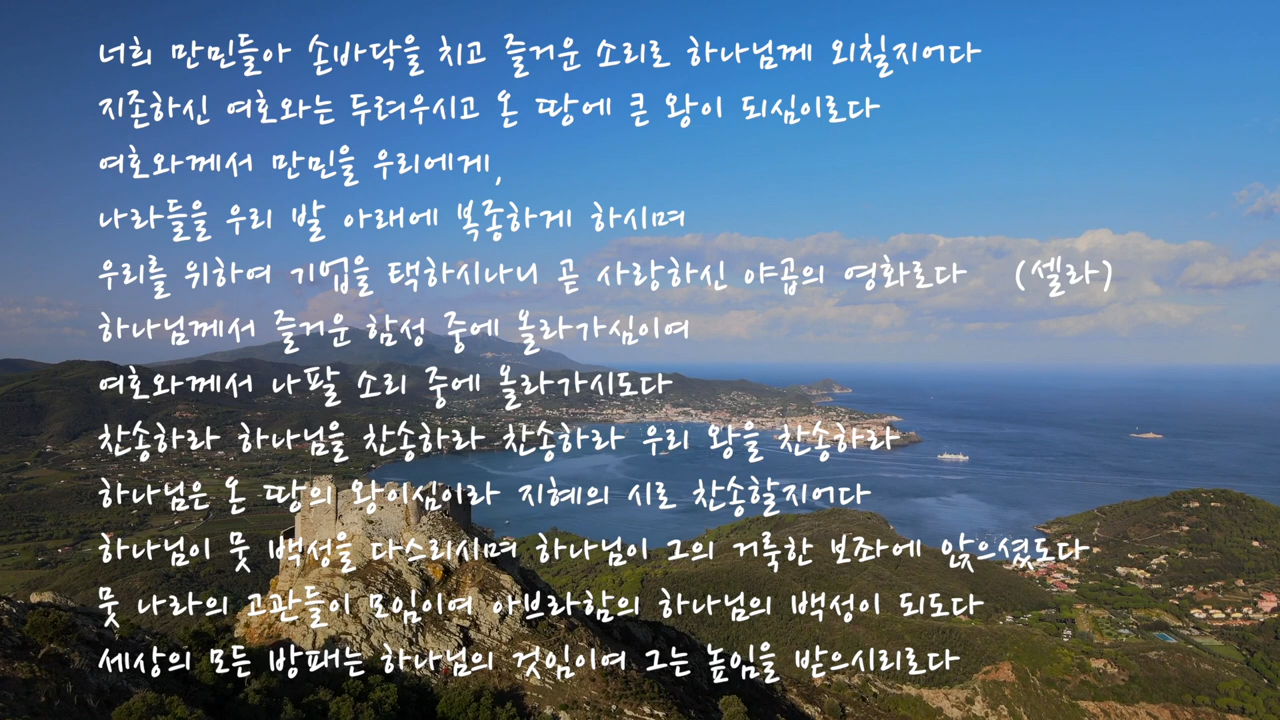 너희 만민들아 손바닥을 치고 즐거운 소리로 하나님께 외칠지어다
지존하신 여호와는 두려우시고 온 땅에 큰 왕이 되심이로다
여호와께서 만민을 우리에게,
나라들을 우리 발 아래에 복종하게 하시며
우리를 위하여 기업을 택하시나니 곧 사랑하신 야곱의 영화로다 (셀라)
하나님께서 즐거운 함성 중에 올라가심이여
여호와께서 나팔 소리 중에 올라가시도다
찬송하라 하나님을 찬송하라 찬송하라 우리 왕을 찬송하라
하나님은 온 땅의 왕이심이라 지혜의 시로 찬송할지어다
하나님이 뭇 백성을 다스리시며 하나님이 그의 거룩한 보좌에 앉으셨도다
뭇 나라의 고관들이 모임이여 아브라함의 하나님의 백성이 되도다
세상의 모든 방패는 하나님의 것임이여 그는 높임을 받으시리로다